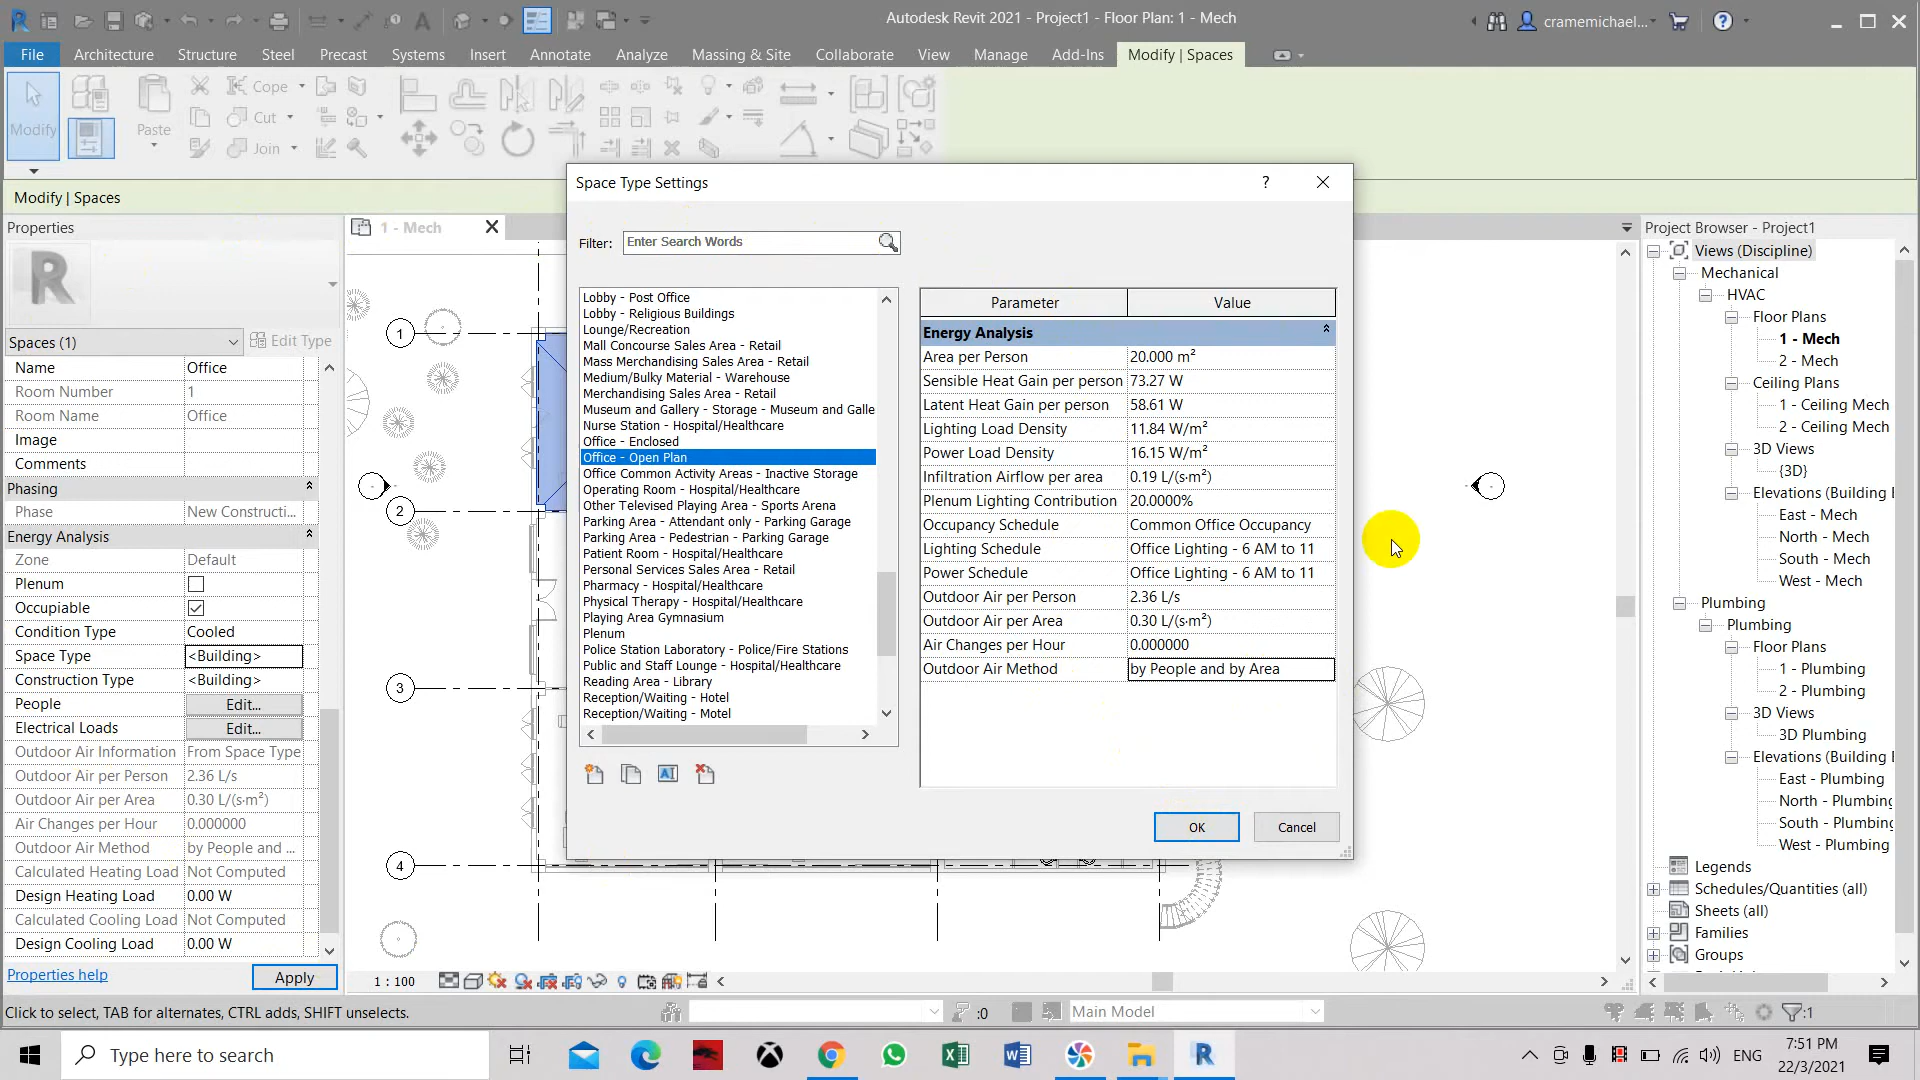 Autodesk Revit 2021 - Project1 - Floor Plan: 1 - Mech
cramemichael...
File
Architecture
Structure
Steel
Precast
Systems
Insert
Annotate
Analyze
Massing & Site
Collaborate
View
Manage
Add-Ins
Modify | Spaces
Modify
Paste
Cope
Cut
Join
Modify | Spaces
Properties
R
Spaces (1)
Edit Type
Name Office
Room Number 1
Room Name Office
Image
Comments
Phasing
Phase New Constructi...
Energy Analysis
Zone Default
Plenum
Occupiable
Condition Type Cooled
Space Type <Building>
Construction Type <Building>
People Edit...
Electrical Loads Edit...
Outdoor Air Information From Space Type
Outdoor Air per Person 2.36 L/s
Outdoor Air per Area 0.30 L/(s·m²)
Air Changes per Hour 0.000000
Outdoor Air Method by People and ...
Calculated Heating Load Not Computed
Design Heating Load 0.00 W
Calculated Cooling Load Not Computed
Design Cooling Load 0.00 W
Properties help
Apply
1 - Mech
1
2
3
4
Space Type Settings
?
Filter:
Enter Search Words
Lobby - Post Office
Lobby - Religious Buildings
Lounge/Recreation
Mall Concourse Sales Area - Retail
Mass Merchandising Sales Area - Retail
Medium/Bulky Material - Warehouse
Merchandising Sales Area - Retail
Museum and Gallery - Storage - Museum and Galle
Nurse Station - Hospital/Healthcare
Office - Enclosed
Office - Open Plan
Office Common Activity Areas - Inactive Storage
Operating Room - Hospital/Healthcare
Other Televised Playing Area - Sports Arena
Parking Area - Attendant only - Parking Garage
Parking Area - Pedestrian - Parking Garage
Patient Room - Hospital/Healthcare
Personal Services Sales Area - Retail
Pharmacy - Hospital/Healthcare
Physical Therapy - Hospital/Healthcare
Playing Area Gymnasium
Plenum
Police Station Laboratory - Police/Fire Stations
Public and Staff Lounge - Hospital/Healthcare
Reading Area - Library
Reception/Waiting - Hotel
Reception/Waiting - Motel
Parameter Value
Energy Analysis
Area per Person 20.000 m²
Sensible Heat Gain per person 73.27 W
Latent Heat Gain per person 58.61 W
Lighting Load Density 11.84 W/m²
Power Load Density 16.15 W/m²
Infiltration Airflow per area 0.19 L/(s·m²)
Plenum Lighting Contribution 20.0000%
Occupancy Schedule Common Office Occupancy
Lighting Schedule Office Lighting - 6 AM to 11
Power Schedule Office Lighting - 6 AM to 11
Outdoor Air per Person 2.36 L/s
Outdoor Air per Area 0.30 L/(s·m²)
Air Changes per Hour 0.000000
Outdoor Air Method by People and by Area
OK
Cancel
Project Browser - Project1
Views (Discipline)
Mechanical
HVAC
Floor Plans
1 - Mech
2 - Mech
Ceiling Plans
1 - Ceiling Mech
2 - Ceiling Mech
3D Views
{3D}
Elevations (Building E
East - Mech
North - Mech
South - Mech
West - Mech
Plumbing
Plumbing
Floor Plans
1 - Plumbing
2 - Plumbing
3D Views
3D Plumbing
Elevations (Building E
East - Plumbing
North - Plumbing
South - Plumbing
West - Plumbing
Legends
Schedules/Quantities (all)
Sheets (all)
Families
Groups
1 : 100
Click to select, TAB for alternates, CTRL adds, SHIFT unselects.
:0
Main Model
:1
Type here to search
ENG
7:51 PM
22/3/2021